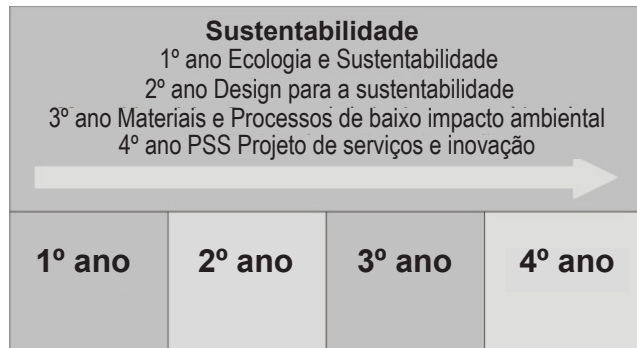 Sustentabilidade
1º ano Ecologia e Sustentabilidade
2º ano Design para a sustentabilidade
3º ano Materiais e Processos de baixo impacto ambiental
4º ano PSS Projeto de serviços e inovação
1º ano 2º ano 3º ano 4º ano